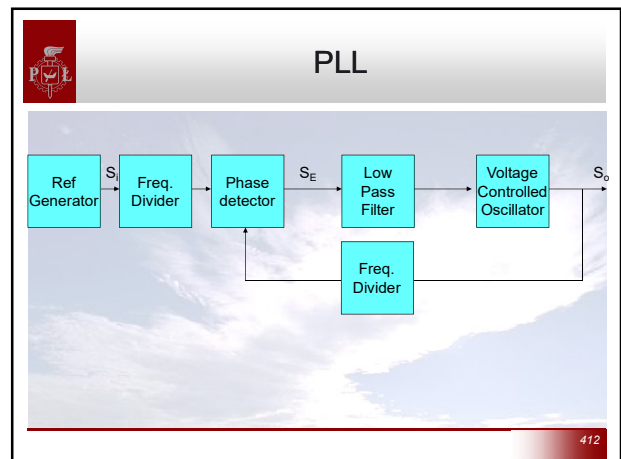 P Ł
PLL
Ref
Generator
Si
Freq.
Divider
Phase
detector
SE
Low
Pass
Filter
Voltage
Controlled
Oscillator
So
Freq.
Divider
412